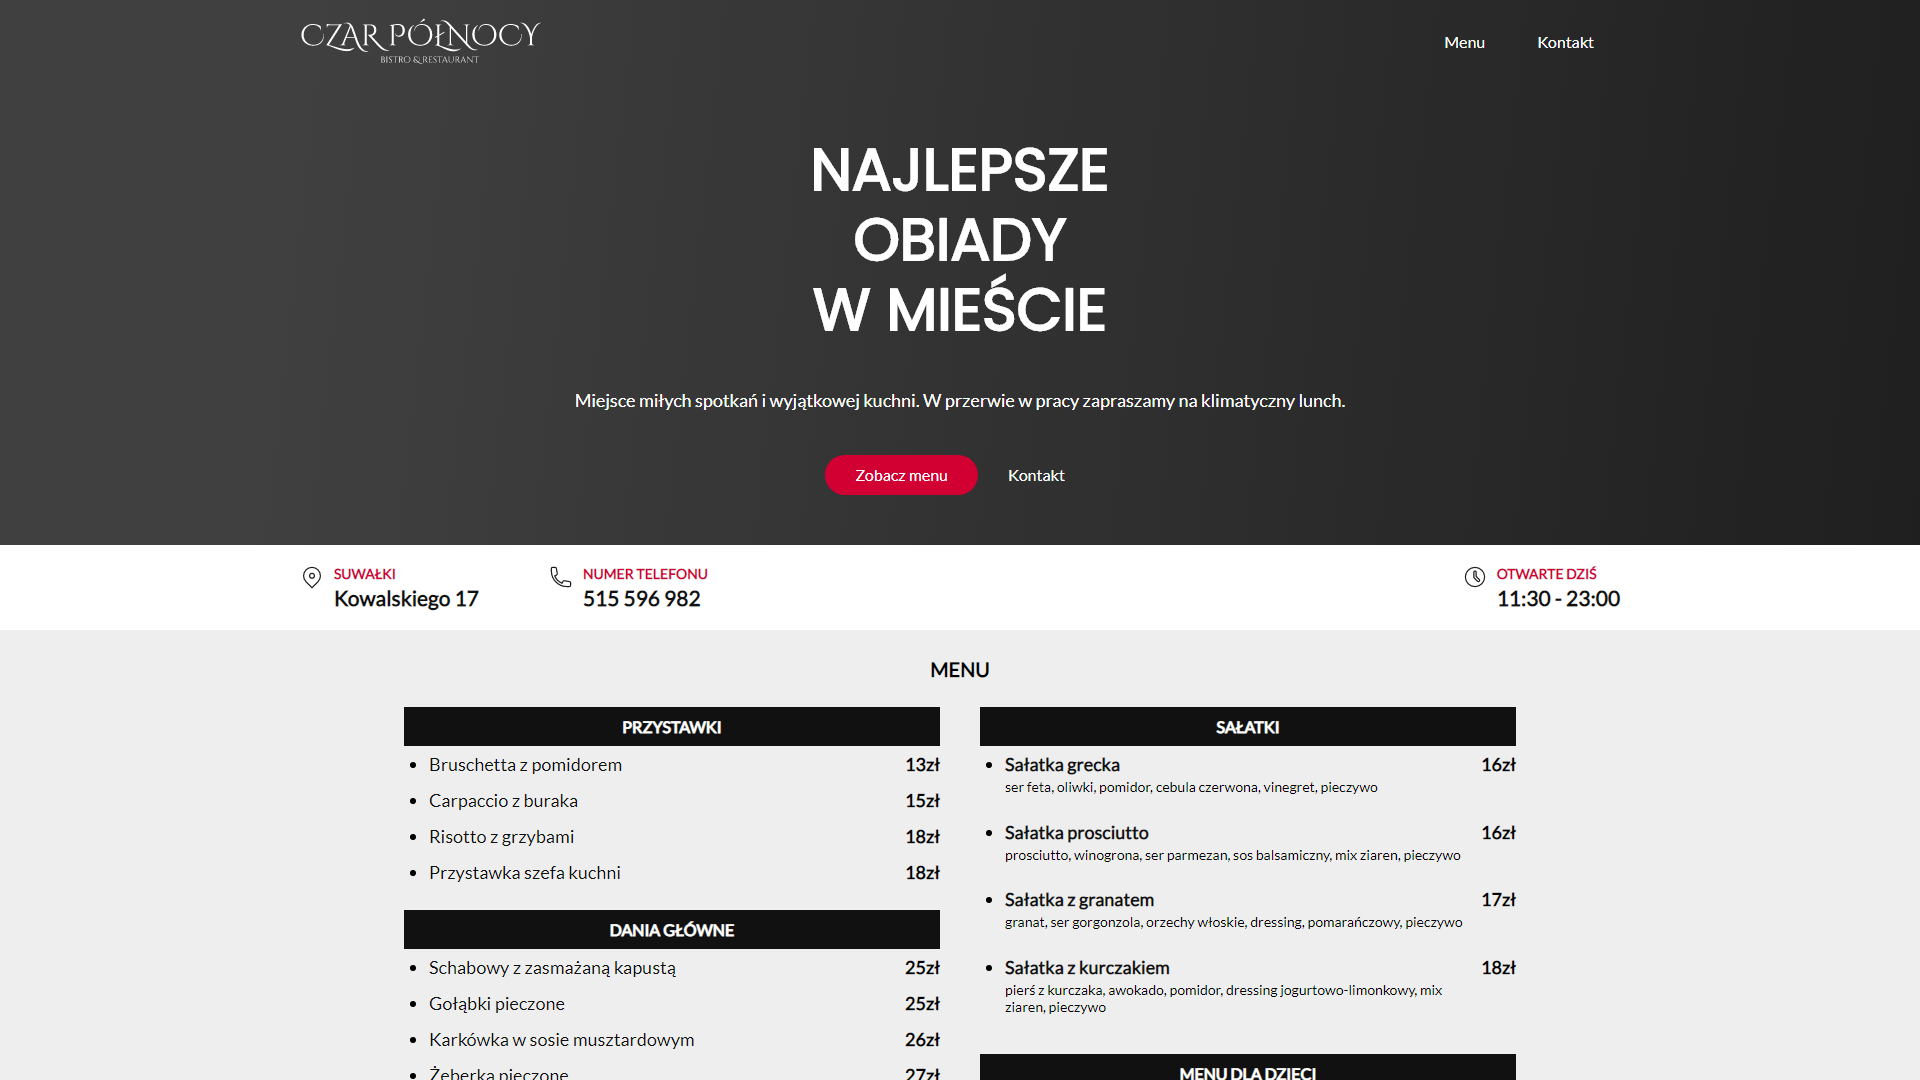 CZAR PÓŁNOCY
BISTRO & RESTAURANT
Menu
Kontakt
NAJLEPSZE
OBIADY
W MIEŚCIE
Miejsce miłych spotkań i wyjątkowej kuchni. W przerwie w pracy zapraszamy na klimatyczny lunch.
Zobacz menu
Kontakt
SUWAŁKI
Kowalskiego 17
NUMER TELEFONU
515 596 982
OTWARTE DZIŚ
11:30 - 23:00
MENU
PRZYSTAWKI
Bruschetta z pomidorem 13zł
Carpaccio z buraka 15zł
Risotto z grzybami 18zł
Przystawka szefa kuchni 18zł
DANIA GŁÓWNE
Schabowy z zasmażaną kapustą 25zł
Gołąbki pieczone 25zł
Karkówka w sosie musztardowym 26zł
Żeberka pieczone 27zł
SAŁATKI
Sałatka grecka 16zł
ser feta, oliwki, pomidor, cebula czerwona, vinegret, pieczywo
Sałatka prosciutto 16zł
prosciutto, winogrona, ser parmezan, sos balsamiczny, mix ziaren, pieczywo
Sałatka z granatem 17zł
granat, ser gorgonzola, orzechy włoskie, dressing, pomarańczowy, pieczywo
Sałatka z kurczakiem 18zł
pierś z kurczaka, awokado, pomidor, dressing jogurtowo-limonkowy, mix
ziaren, pieczywo
MENU DLA DZIECI